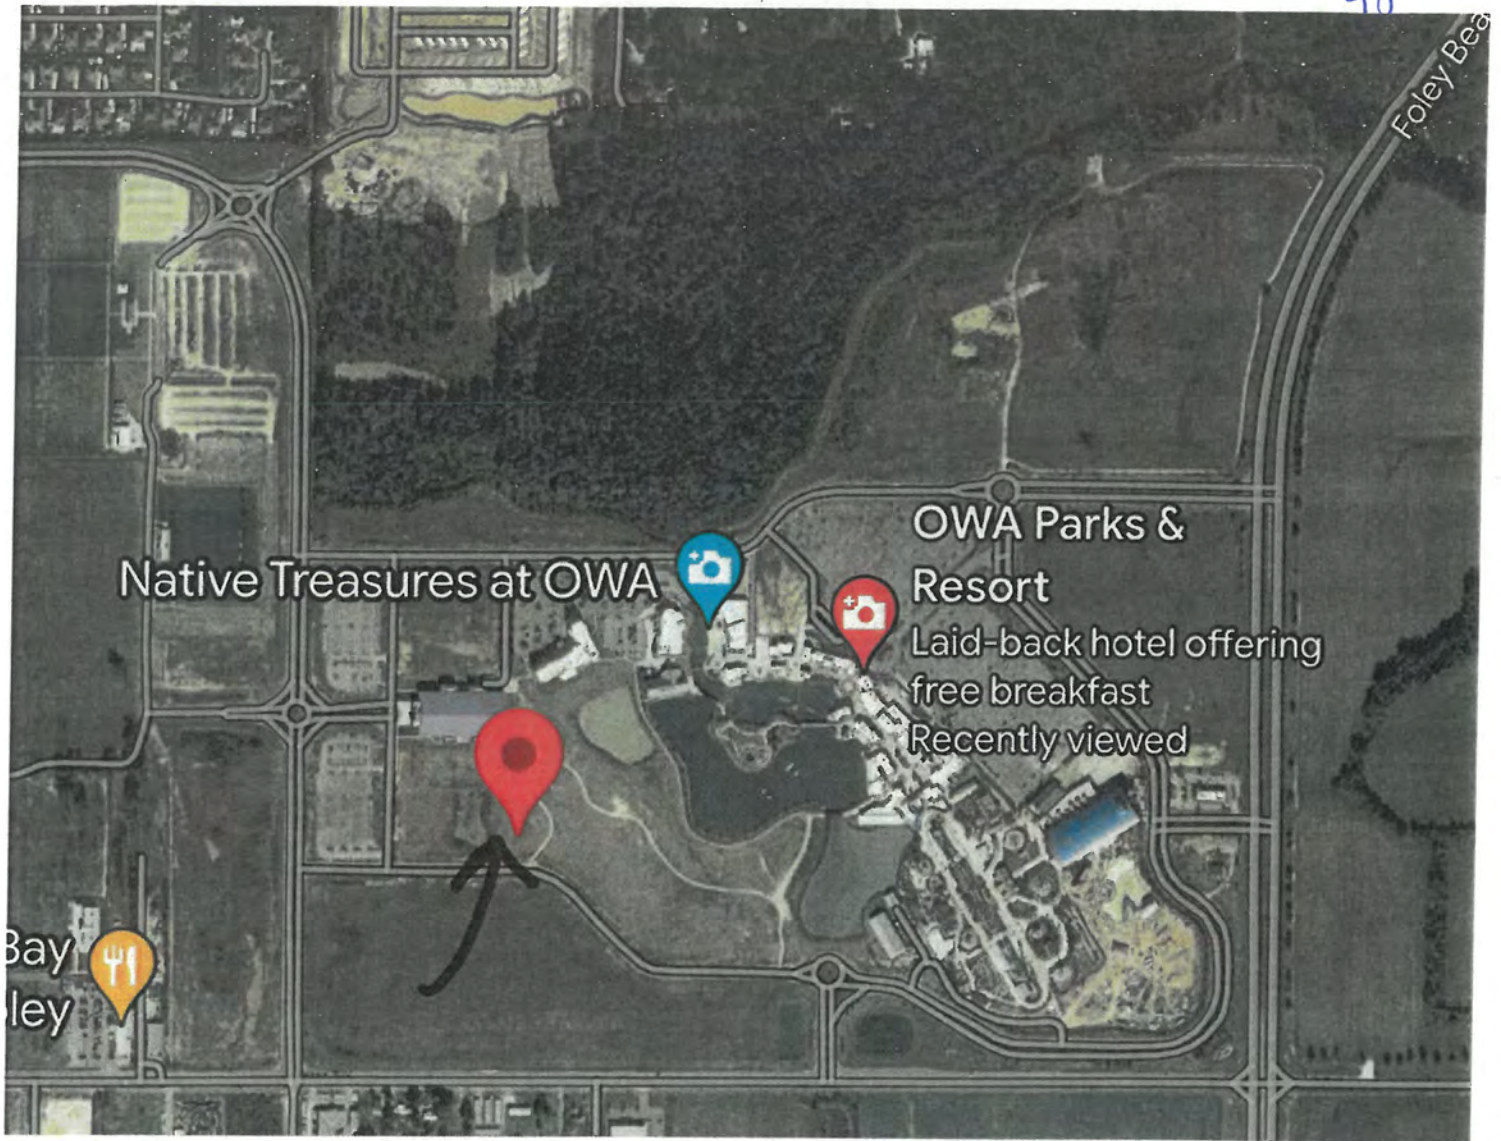 Foley Bea
OWA Parks &
Resort
Native Treasures at OWA
Laid-back hotel offering
free breakfast
Recently viewed
Bay
ley